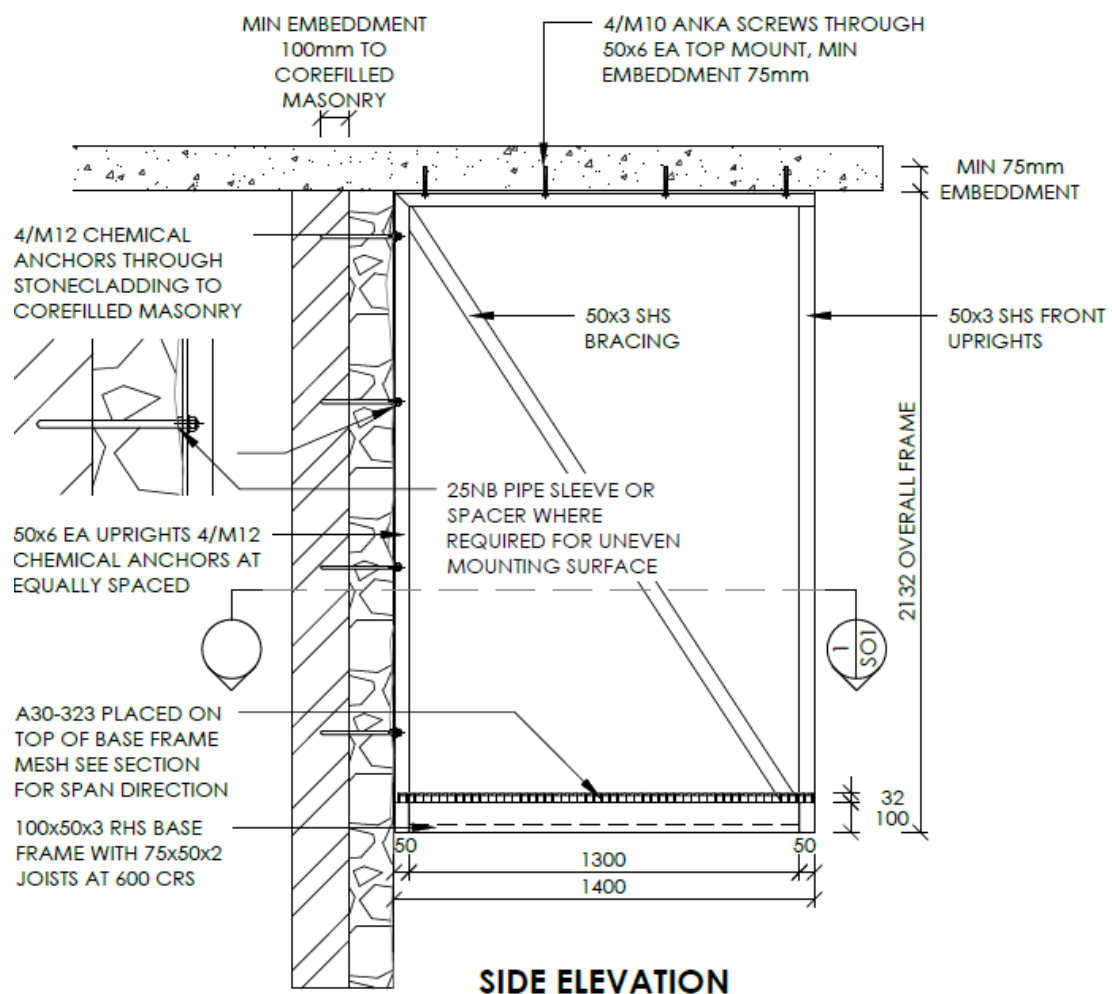 MIN EMBEDDMENT
100mm TO
COREFILLED
MASONRY
4/M10 ANKA SCREWS THROUGH
50x6 EA TOP MOUNT, MIN
EMBEDDMENT 75mm
MIN 75mm
EMBEDDMENT
4/M12 CHEMICAL
ANCHORS THROUGH
STONECLADDING TO
COREFILLED MASONRY
50x3 SHS
BRACING
50x3 SHS FRONT
UPRIGHTS
2132 OVERALL FRAME
25NB PIPE SLEEVE OR
SPACER WHERE
REQUIRED FOR UNEVEN
MOUNTING SURFACE
50x6 EA UPRIGHTS 4/M12
CHEMICAL ANCHORS AT
EQUALLY SPACED
1
SO1
A30-323 PLACED ON
TOP OF BASE FRAME
MESH SEE SECTION
FOR SPAN DIRECTION
32
100
100x50x3 RHS BASE
FRAME WITH 75x50x2
JOISTS AT 600 CRS
50
1300
50
1400
SIDE ELEVATION